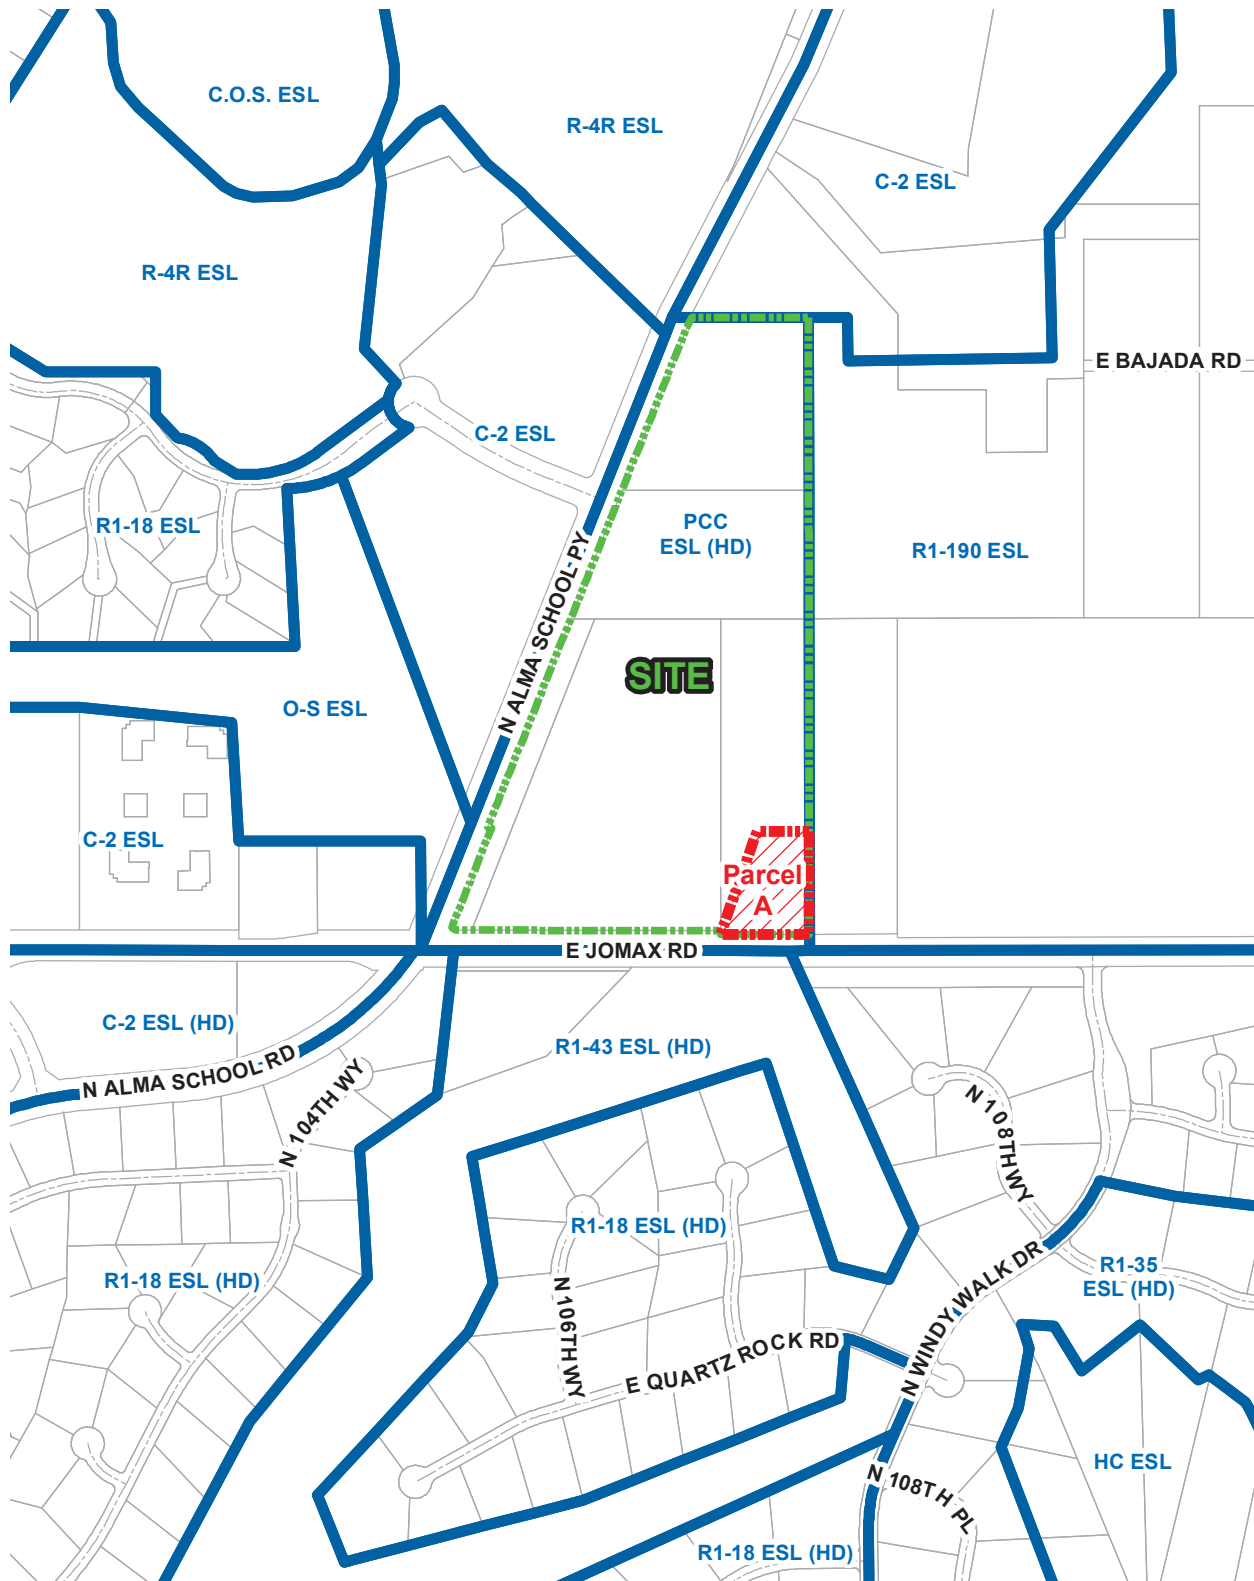 C.O.S. ESL
R-4R ESL
C-2 ESL
R-4R ESL
E BAJADA RD
C-2 ESL
R1-18 ESL
PCC
ESL (HD)
R1-190 ESL
N ALMA SCHOOL PY
SITE
O-S ESL
C-2 ESL
Parcel
A
E JOMAX RD
C-2 ESL (HD)
R1-43 ESL (HD)
N ALMA SCHOOL RD
N 104TH WY
N 108TH WY
R1-18 ESL (HD)
R1-18 ESL (HD)
R1-35
ESL (HD)
N WINDY WALK DR
N 106TH WY
E QUARTZ ROCK RD
HC ESL
N 108TH PL
R1-18 ESL (HD)